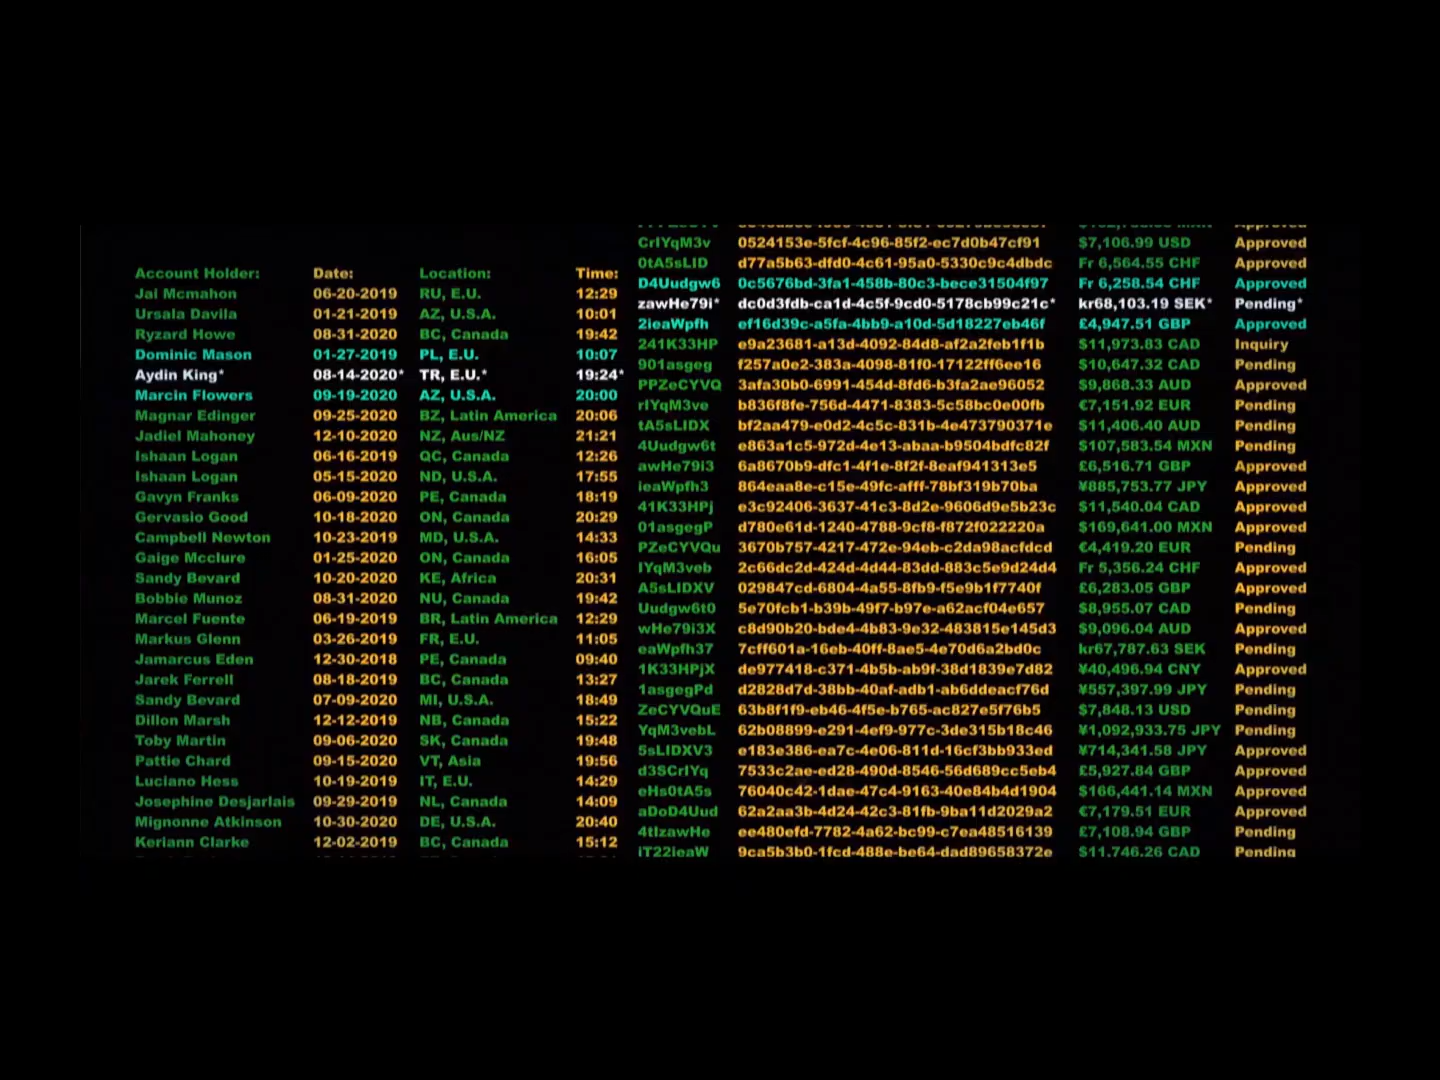 CrIYqM3v 0524153e-5fcf-4c96-85f2-ec7d0b47cf91 $7,106.99 USD Approved
0tA5sLID d77a5b63-dfd0-4c61-95a0-5330c9c4dbdc Fr 6,564.55 CHF Approved
Account Holder: Date: Location: Time: D4Uudgw6 0c5676bd-3fa1-458b-80c3-bece31504f97 Fr 6,258.54 CHF Approved
Jai Mcmahon 06-20-2019 RU, E.U. 12:29 zawHe79i* dc0d3fdb-ca1d-4c5f-9cd0-5178cb99c21c* kr68,103.19 SEK* Pending*
Ursala Davila 01-21-2019 AZ, U.S.A. 10:01 2ieaWpfh ef16d39c-a5fa-4bb9-a10d-5d18227eb46f £4,947.51 GBP Approved
Ryzard Howe 08-31-2020 BC, Canada 19:42 241K33HP e9a23681-a13d-4092-84d8-af2a2feb1f1b $11,973.83 CAD Inquiry
Dominic Mason 01-27-2019 PL, E.U. 10:07 901asgeg f257a0e2-383a-4098-81f0-17122ff6ee16 $10,647.32 CAD Pending
Aydin King* 08-14-2020* TR, E.U.* 19:24* PPZeCYVQ 3afa30b0-6991-454d-8fd6-b3fa2ae96052 $9,868.33 AUD Approved
Marcin Flowers 09-19-2020 AZ, U.S.A. 20:00 rIYqM3ve b836f8fe-756d-4471-8383-5c58bc0e00fb €7,151.92 EUR Pending
Magnar Edinger 09-25-2020 BZ, Latin America 20:06 tA5sLIDX bf2aa479-e0d2-4c5c-831b-4e473790371e $11,406.40 AUD Pending
Jadiel Mahoney 12-10-2020 NZ, Aus/NZ 21:21 4Uudgw6t e863a1c5-972d-4e13-abaa-b9504bdfc82f $107,583.54 MXN Pending
Ishaan Logan 06-16-2019 QC, Canada 12:26 awHe79i3 6a8670b9-dfc1-4f1e-8f2f-8eaf941313e5 £6,516.71 GBP Approved
Ishaan Logan 05-15-2020 ND, U.S.A. 17:55 ieaWpfh3 864eaa8e-c15e-49fc-afff-78bf319b70ba ¥885,753.77 JPY Approved
Gavyn Franks 06-09-2020 PE, Canada 18:19 41K33HPj e3c92406-3637-41c3-8d2e-9606d9e5b23c $11,540.04 CAD Approved
Gervasio Good 10-18-2020 ON, Canada 20:29 01asgegP d780e61d-1240-4788-9cf8-f872f022220a $169,641.00 MXN Pending
Campbell Newton 10-23-2019 MD, U.S.A. 14:33 PZeCYVQu 3670b757-4217-472e-94eb-c2da98acfdcd €4,419.20 EUR Pending
Gaige Mcclure 01-25-2020 ON, Canada 16:05 IYqM3veb 2c66dc2d-424d-4d44-83dd-883c5e9d24d4 Fr 5,356.24 CHF Approved
Sandy Bevard 10-20-2020 KE, Africa 20:31 A5sLIDXV 029847cd-6804-4a55-8fb9-f5e9b1f7740f £6,283.05 GBP Approved
Bobbie Munoz 08-31-2020 NU, Canada 19:42 Uudgw6t0 5e70fcb1-b39b-49f7-b97e-a62acf04e657 $8,955.07 CAD Pending
Marcel Fuente 06-19-2019 BR, Latin America 12:29 wHe79i3X c8d90b20-bde4-4b83-9e32-483815e145d3 $9,096.04 AUD Approved
Markus Glenn 03-26-2019 FR, E.U. 11:05 eaWpfh37 7cff601a-16eb-40ff-8ae5-4e70d6a2bd0c kr67,787.63 SEK Pending
Jamarcus Eden 12-30-2018 PE, Canada 09:40 1K33HPjX de977418-c371-4b5b-ab9f-38d1839e7d82 ¥40,496.94 CNY Approved
Jarek Ferrell 08-18-2019 BC, Canada 13:27 1asgegPd d2828d7d-38bb-40af-adb1-ab6ddeacf76d ¥557,397.99 JPY Pending
Sandy Bevard 07-09-2020 MI, U.S.A. 18:49 ZeCYVQuE 63b8f1f9-eb46-4f5e-b765-ac827e5f76b5 $7,848.13 USD Pending
Dillon Marsh 12-12-2019 NB, Canada 15:22 YqM3vebL 62b08899-e291-4ef9-977c-3de315b18c46 ¥1,092,933.75 JPY Pending
Toby Martin 09-06-2020 SK, Canada 19:48 5sLIDXV3 e183e386-ea7c-4e06-811d-16cf3bb933ed ¥714,341.58 JPY Approved
Pattie Chard 09-15-2020 VT, Asia 19:56 d3SCrIYq 7533c2ae-ed28-490d-8546-56d689cc5eb4 £5,927.84 GBP Approved
Luciano Hess 10-19-2019 IT, E.U. 14:29 eHs0tA5s 76040c42-1dae-47c4-9163-40e84b4d1904 $166,441.14 MXN Approved
Josephine Desjarlais 09-29-2019 NL, Canada 14:09 aDoD4Uud 62a2aa3b-4d24-42c3-81fb-9ba11d2029a2 €7,179.51 EUR Approved
Mignonne Atkinson 10-30-2020 DE, U.S.A. 20:40 4tIzawHe ee480efd-7782-4a62-bc99-c7ea48516139 £7,108.94 GBP Pending
Keriann Clarke 12-02-2019 BC, Canada 15:12 iT22ieaW 9ca5b3b0-1fcd-488e-be64-dad89658372e $11,746.26 CAD Pending